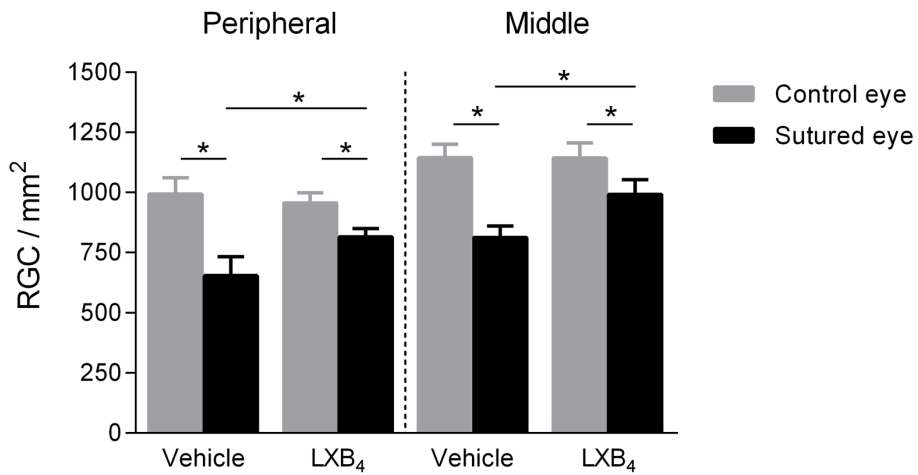 Peripheral Middle
1500
1250
1000
750
500
250
0
RGC / mm²
* * * * * *
Control eye
Sutured eye
Vehicle LXB₄ Vehicle LXB₄